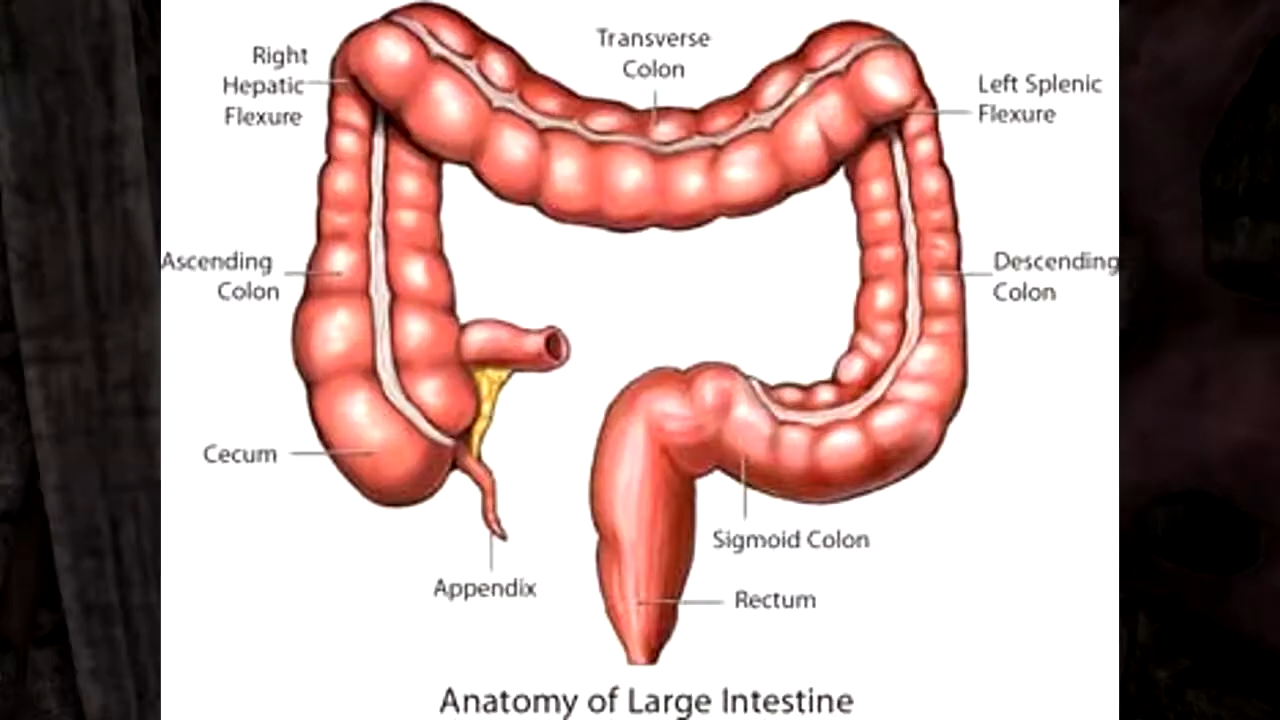 Right
Hepatic
Flexure
Transverse
Colon
Left Splenic
Flexure
Ascending
Colon
Descending
Colon
Cecum
Appendix
Sigmoid Colon
Rectum
Anatomy of Large Intestine